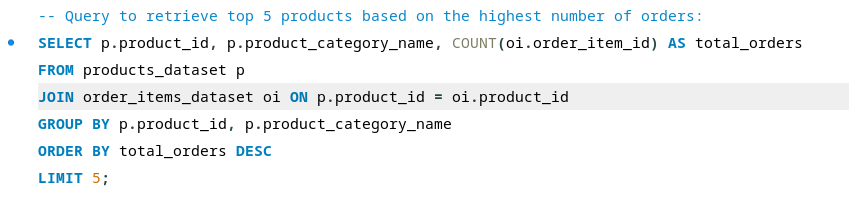 -- Query to retrieve top 5 products based on the highest number of orders:
SELECT p.product_id, p.product_category_name, COUNT(oi.order_item_id) AS total_orders
FROM products_dataset p
JOIN order_items_dataset oi ON p.product_id = oi.product_id
GROUP BY p.product_id, p.product_category_name
ORDER BY total_orders DESC
LIMIT 5;